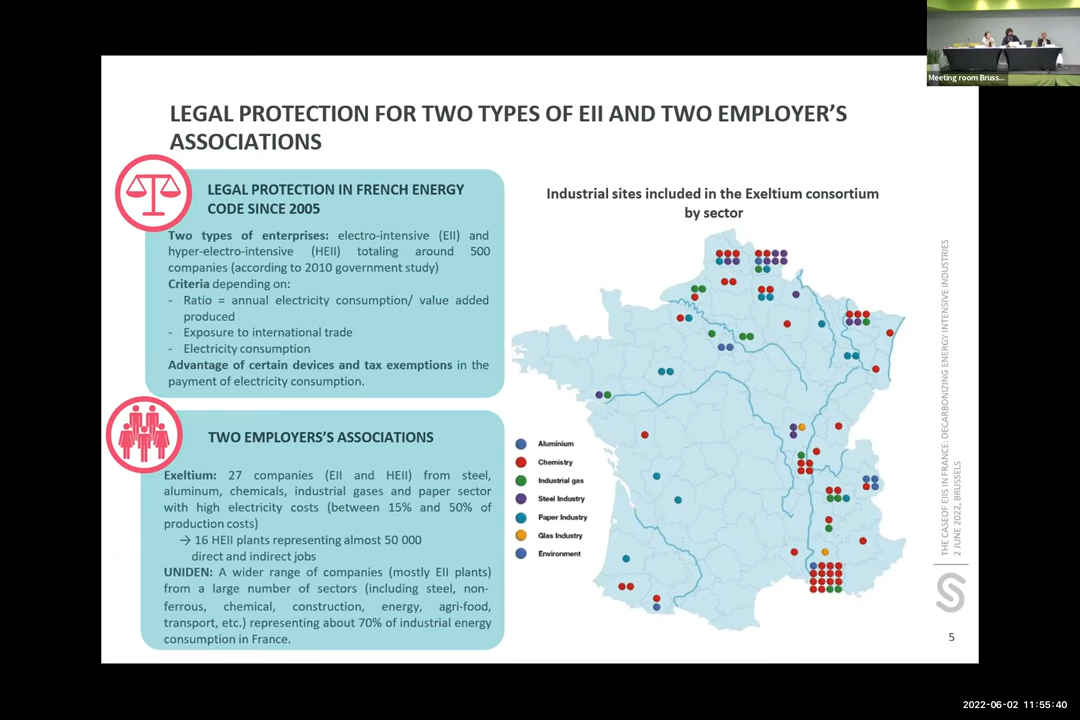 Meeting room Bruss...
LEGAL PROTECTION FOR TWO TYPES OF EII AND TWO EMPLOYER'S
ASSOCIATIONS
LEGAL PROTECTION IN FRENCH ENERGY
CODE SINCE 2005
Two types of enterprises: electro-intensive (EII) and
hyper-electro-intensive (HEII) totaling around 500
companies (according to 2010 government study)
Criteria depending on:
- Ratio = annual electricity consumption/ value added
produced
- Exposure to international trade
- Electricity consumption
Advantage of certain devices and tax exemptions in the
payment of electricity consumption.
TWO EMPLOYERS'S ASSOCIATIONS
Exeltium: 27 companies (EII and HEII) from steel,
aluminum, chemicals, industrial gases and paper sector
with high electricity costs (between 15% and 50% of
production costs)
→ 16 HEII plants representing almost 50 000
direct and indirect jobs
UNIDEN: A wider range of companies (mostly EII plants)
from a large number of sectors (including steel, non-
ferrous, chemical, construction, energy, agri-food,
transport, etc.) representing about 70% of industrial energy
consumption in France.
Industrial sites included in the Exeltium consortium
by sector
Aluminium
Chemistry
Industrial gas
Steel Industry
Paper Industry
Glas Industry
Environment
THE CASEOF EIIS IN FRANCE: DECARBONIZING ENERGY INTENSIVE INDUSTRIES
2 JUNE 2022, BRUSSELS
5
2022-06-02 11:55:40